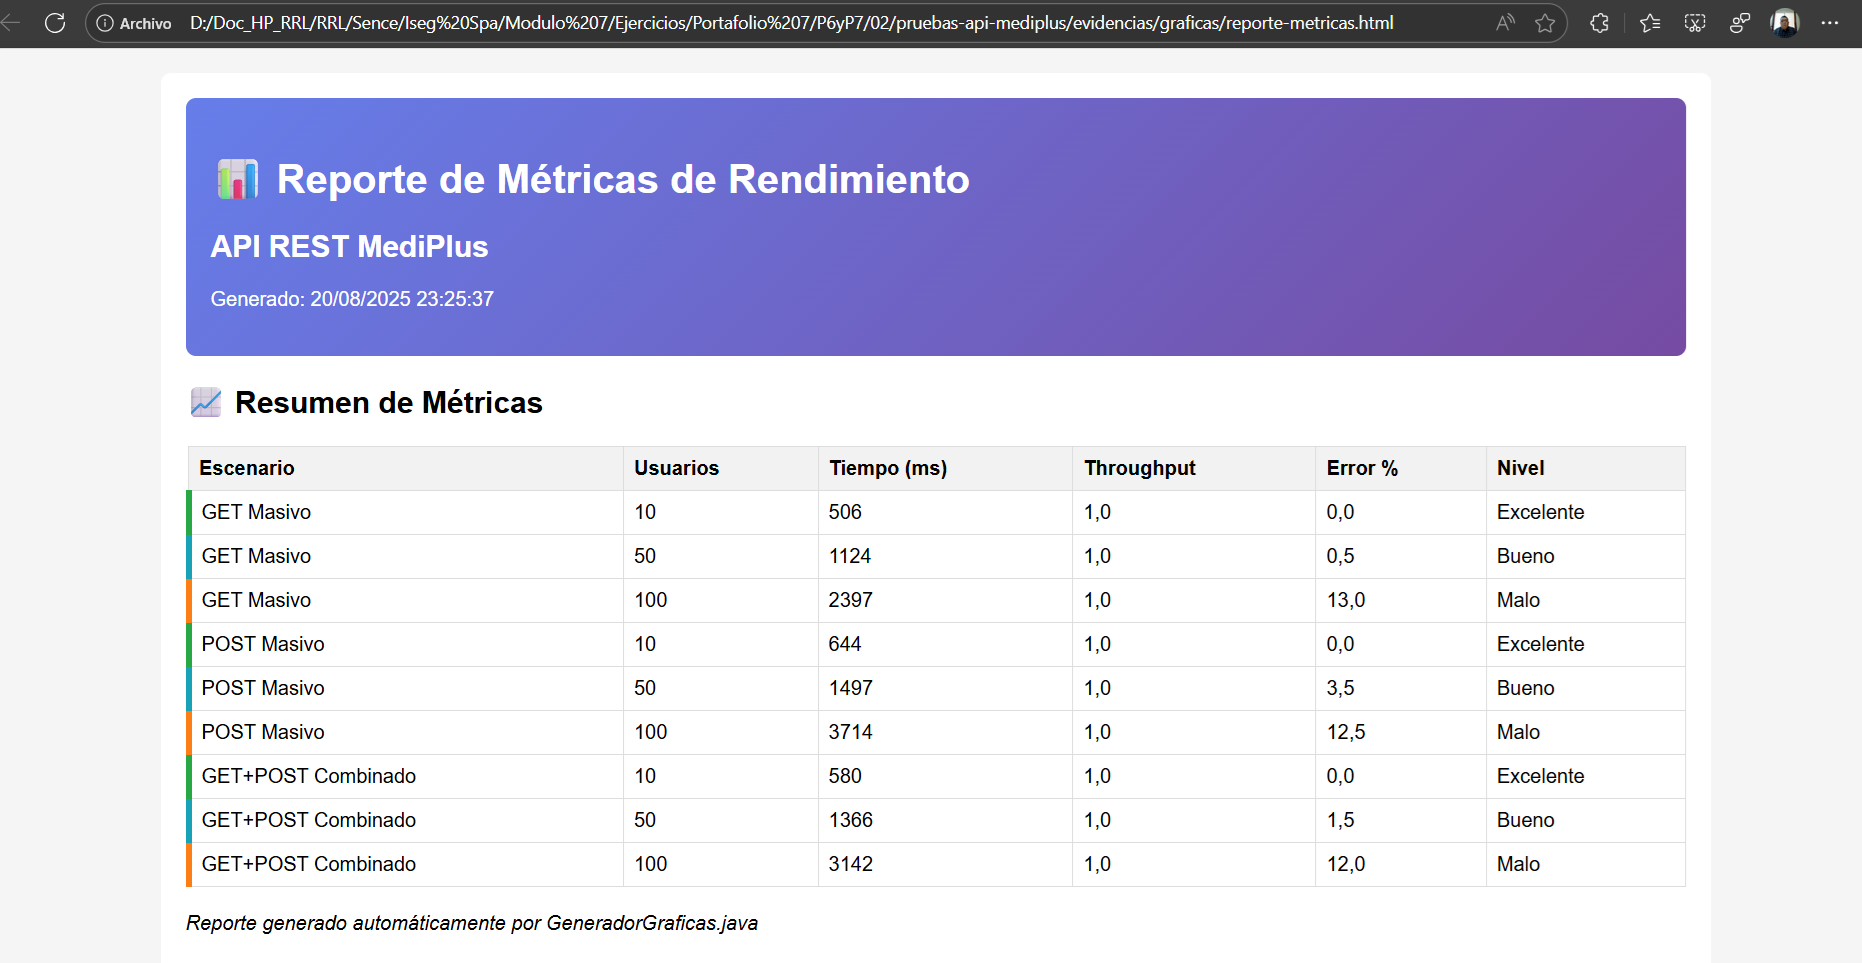 Archivo D:/Doc_HP_RRL/RRL/Sence/Iseg%20Spa/Modulo%207/Ejercicios/Portafolio%207/P6yP7/02/pruebas-api-mediplus/evidencias/graficas/reporte-metricas.html
Reporte de Métricas de Rendimiento
API REST MediPlus
Generado: 20/08/2025 23:25:37
Resumen de Métricas
Escenario Usuarios Tiempo (ms) Throughput Error % Nivel
GET Masivo 10 506 1,0 0,0 Excelente
GET Masivo 50 1124 1,0 0,5 Bueno
GET Masivo 100 2397 1,0 13,0 Malo
POST Masivo 10 644 1,0 0,0 Excelente
POST Masivo 50 1497 1,0 3,5 Bueno
POST Masivo 100 3714 1,0 12,5 Malo
GET+POST Combinado 10 580 1,0 0,0 Excelente
GET+POST Combinado 50 1366 1,0 1,5 Bueno
GET+POST Combinado 100 3142 1,0 12,0 Malo
Reporte generado automáticamente por GeneradorGraficas.java